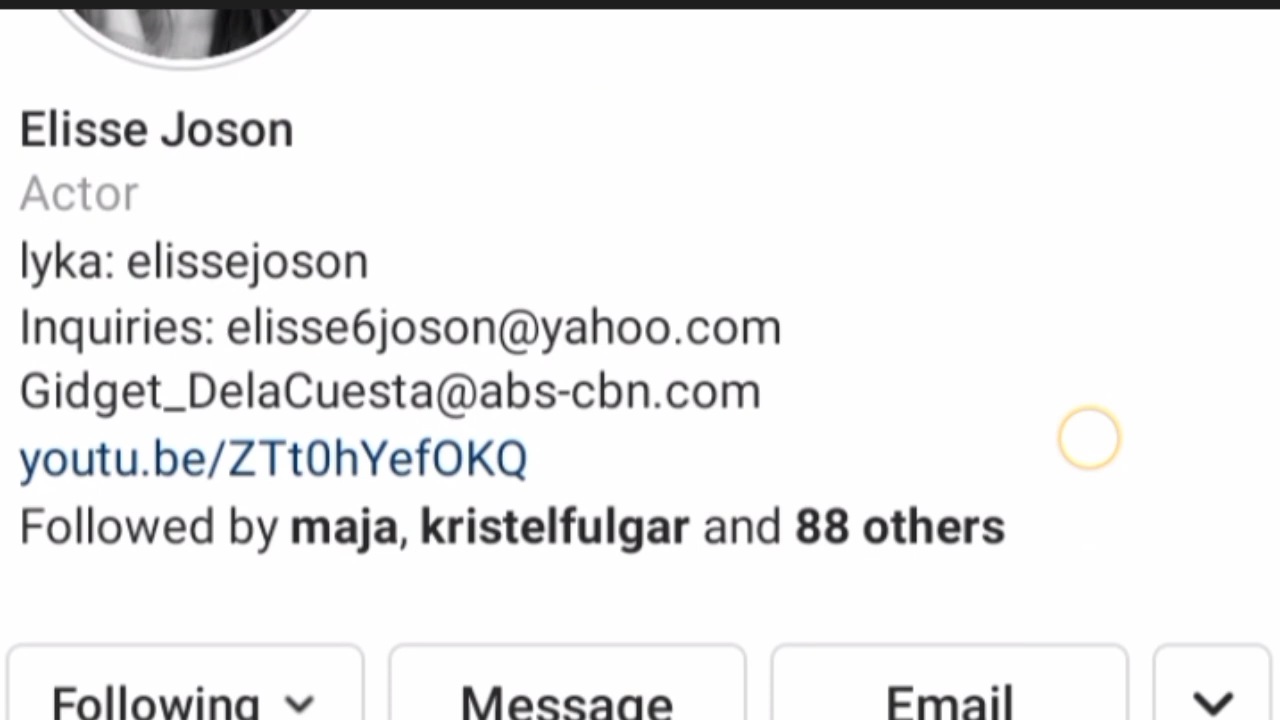 Elisse Joson
Actor
lyka: elissejoson
Inquiries: elisse6joson@yahoo.com
Gidget_DelaCuesta@abs-cbn.com
youtu.be/ZTt0hYefOKQ
Followed by maja, kristelfulgar and 88 others
Following Message Email